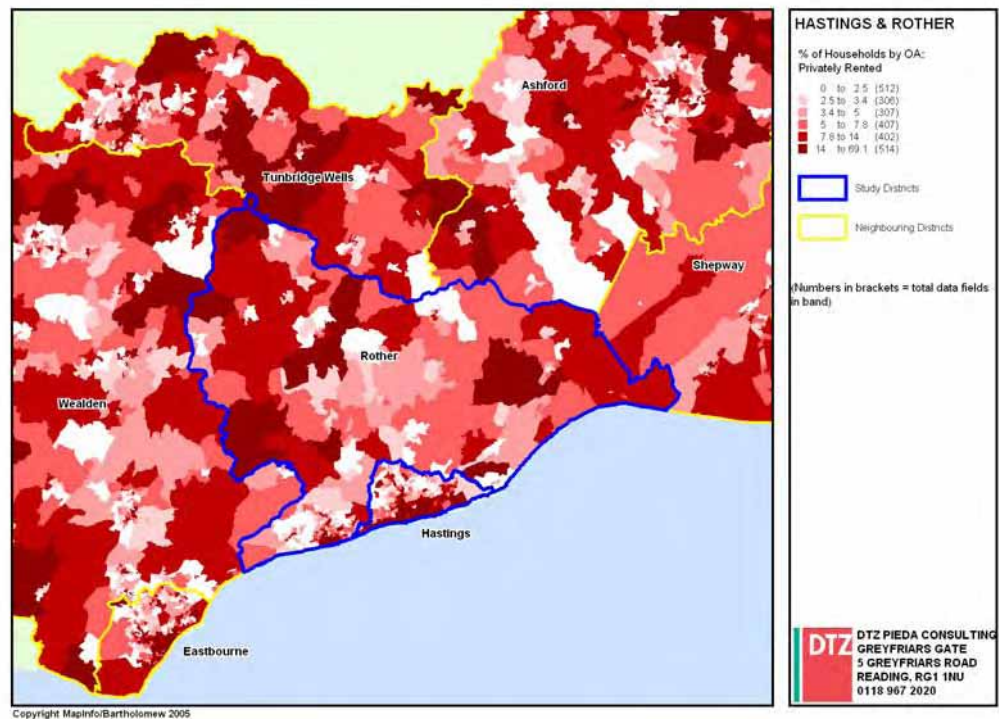 HASTINGS & ROTHER
% of Households by OA:
Privately Rented
0 to 2.5 (512)
2.5 to 3.4 (306)
3.4 to 5 (307)
5 to 7.8 (407)
7.8 to 14 (402)
14 to 69.1 (514)
Study Districts
Neighbouring Districts
(Numbers in brackets = total data fields
in band)
Ashford
Tunbridge Wells
Shepway
Rother
Wealden
Hastings
Eastbourne
DTZ
DTZ PIEDA CONSULTING
GREYFRIARS GATE
5 GREYFRIARS ROAD
READING, RG1 1NU
0118 967 2020
Copyright MapInfo/Bartholomew 2005